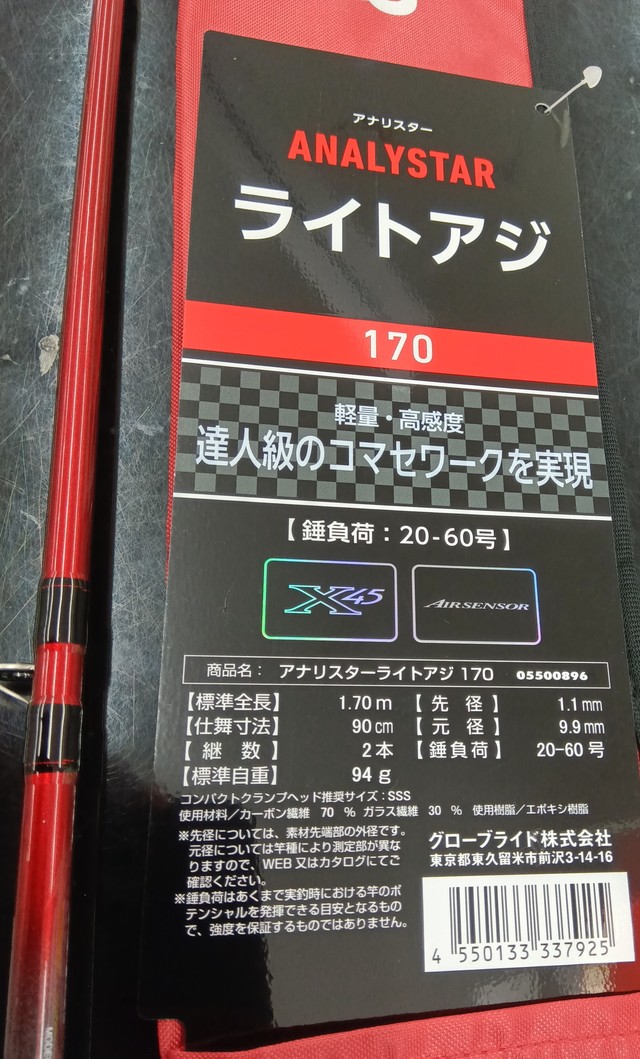 アナリスター
ANALYSTAR
ライトアジ
170
軽量・高感度
達人級のコマセワークを実現
【錘負荷：20-60号】
X45
AIRSENSOR
商品名： アナリスターライトアジ 170 05500896
【標準全長】 1.70 m 【先径】 1.1 mm
【仕舞寸法】 90 cm 【元径】 9.9 mm
【継数】 2 本 【錘負荷】 20-60 号
【標準自重】 94 g
コンパクトクランプヘッド推奨サイズ：SSS
使用材料／カーボン繊維 70 % ガラス繊維 30 % 使用樹脂／エポキシ樹脂
※先径については、素材先端部の外径です。
元径については竿種により測定部が異な
りますので、WEB又はカタログにてご
確認ください。
※錘負荷はあくまで実釣時における竿のポ
テンシャルを発揮できる目安となるもの
で、強度を保証するものではありません。
グローブライド株式会社
東京都東久留米市前沢3-14-16
4 550133 337925